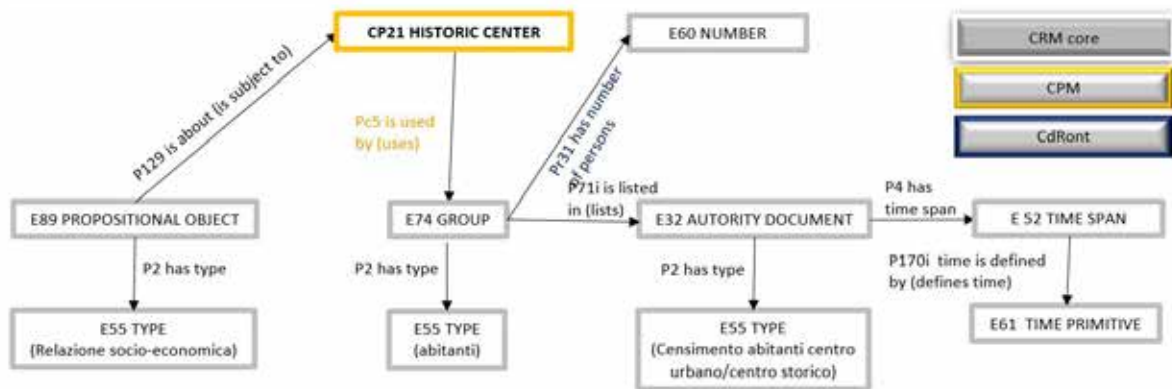 CP21 HISTORIC CENTER
E60 NUMBER
CRM core
CPM
CdRont
P129 is about (is subject to)
Pc5 is used
by (uses)
Pr31 has number
of persons
P71i is listed
in (lists)
P4 has
time span
E89 PROPOSITIONAL OBJECT
E74 GROUP
E32 AUTORITY DOCUMENT
E 52 TIME SPAN
P2 has type
P2 has type
P2 has type
P170i time is defined
by (defines time)
E55 TYPE
(Relazione socio-economica)
E55 TYPE
(abitanti)
E55 TYPE
(Censimento abitanti centro
urbano/centro storico)
E61 TIME PRIMITIVE